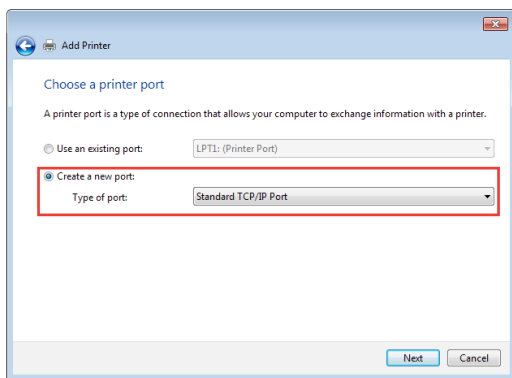 Add Printer
Choose a printer port
A printer port is a type of connection that allows your computer to exchange information with a printer.
Use an existing port: LPT1: (Printer Port)
Create a new port:
Type of port: Standard TCP/IP Port
Next Cancel